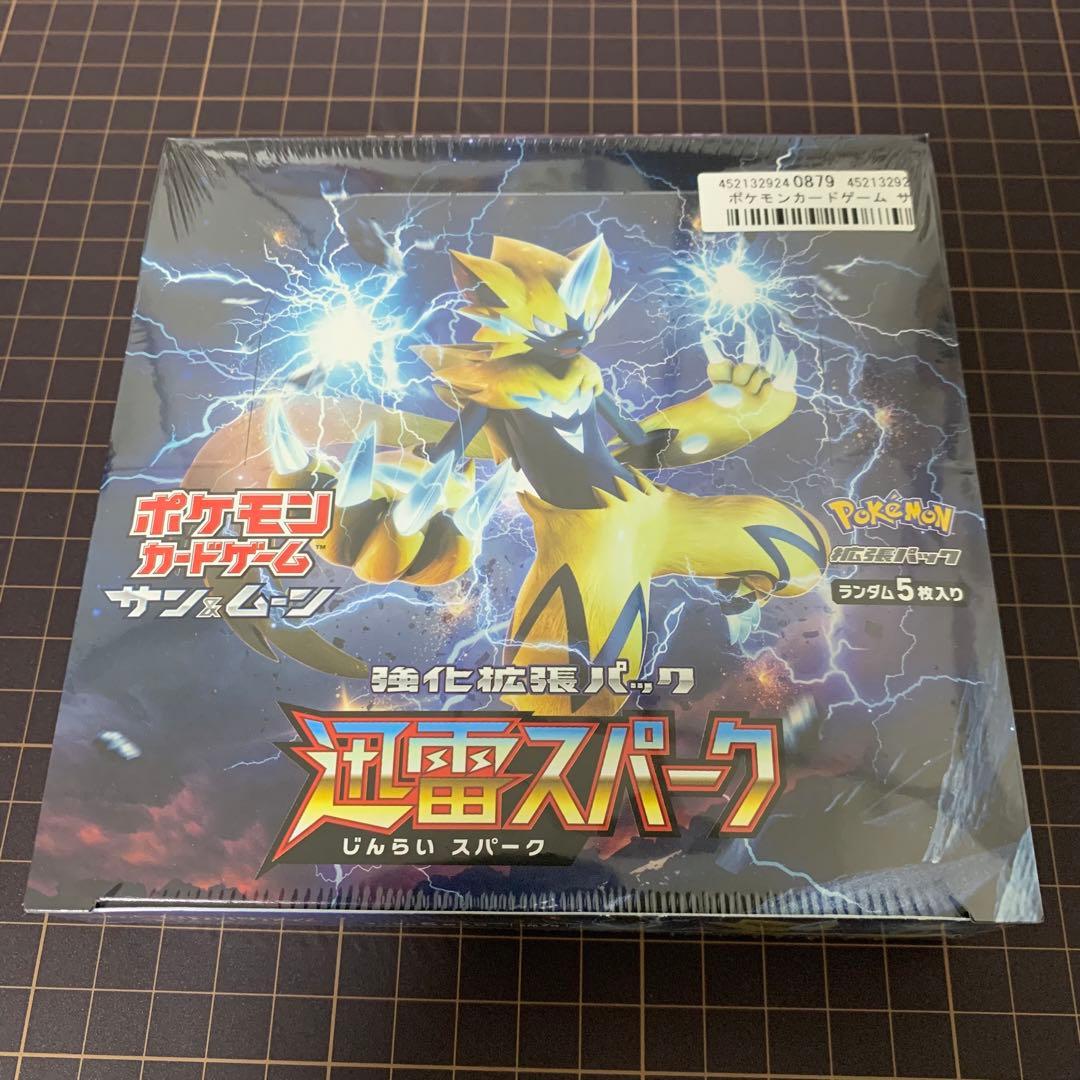 4521329240879 45213292
ポケモンカードゲーム サ
ポケモン
カードゲーム™
サン&ムーン
POKéMON
拡張パック
ランダム5枚入り
強化拡張パック
迅雷スパーク
じんらい スパーク